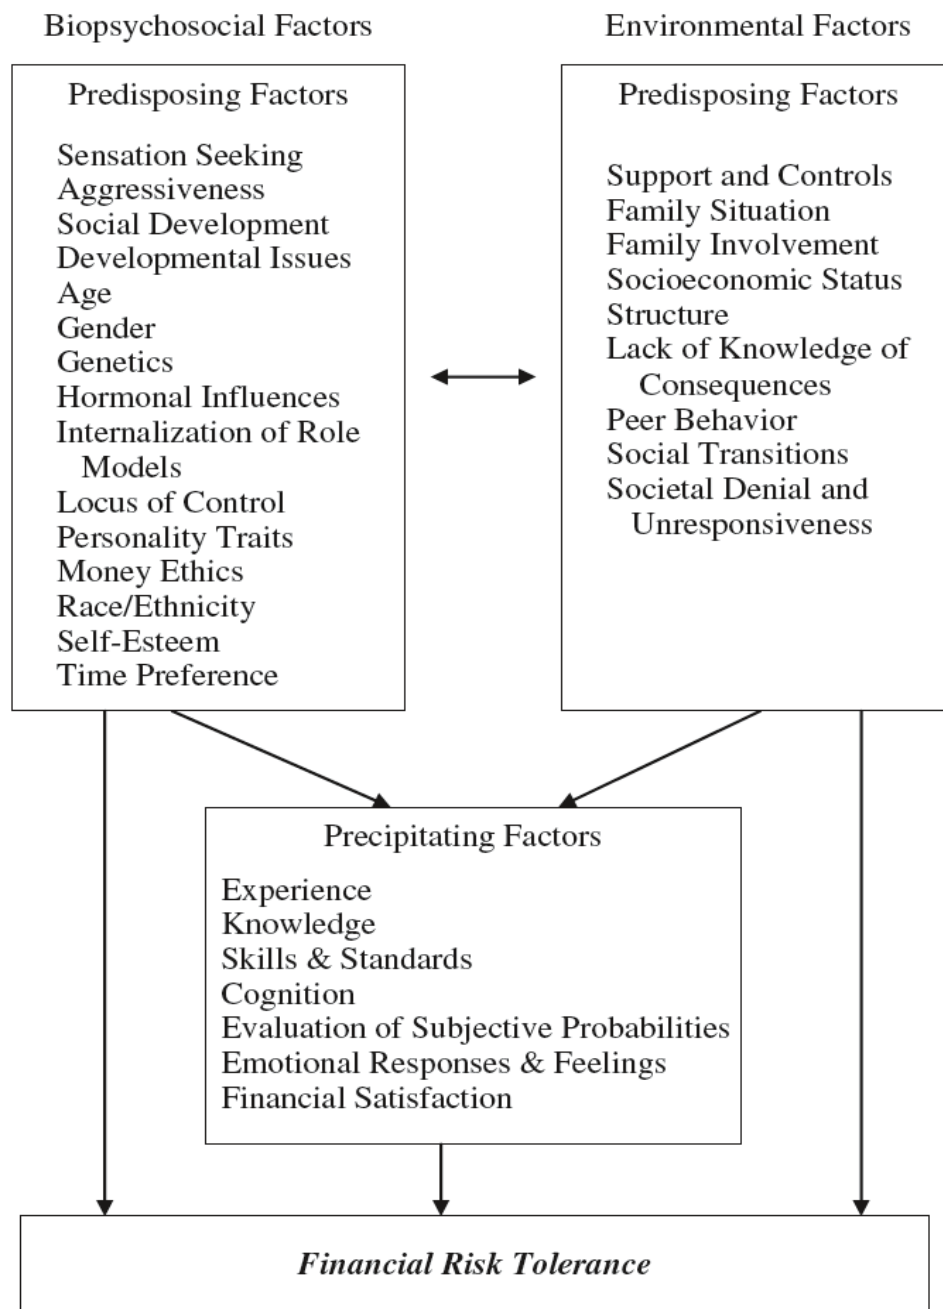 Biopsychosocial Factors
Predisposing Factors
Sensation Seeking
Aggressiveness
Social Development
Developmental Issues
Age
Gender
Genetics
Hormonal Influences
Internalization of Role
Models
Locus of Control
Personality Traits
Money Ethics
Race/Ethnicity
Self-Esteem
Time Preference
Environmental Factors
Predisposing Factors
Support and Controls
Family Situation
Family Involvement
Socioeconomic Status
Structure
Lack of Knowledge of
Consequences
Peer Behavior
Social Transitions
Societal Denial and
Unresponsiveness
Precipitating Factors
Experience
Knowledge
Skills & Standards
Cognition
Evaluation of Subjective Probabilities
Emotional Responses & Feelings
Financial Satisfaction
Financial Risk Tolerance